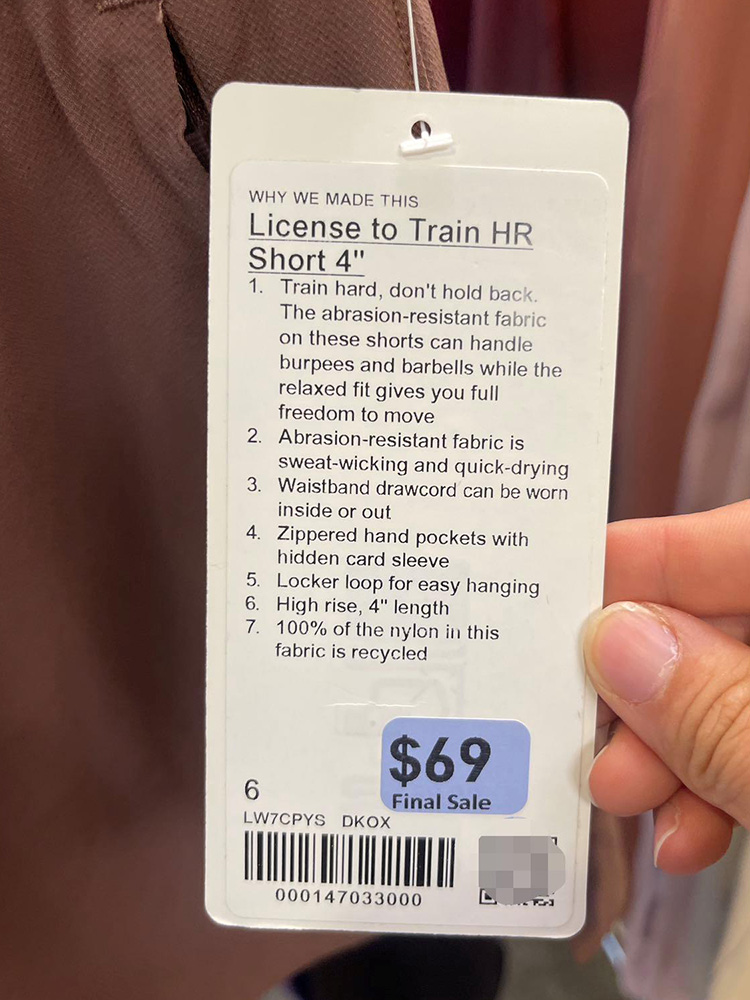 WHY WE MADE THIS
License to Train HR
Short 4"
1. Train hard, don't hold back.
The abrasion-resistant fabric
on these shorts can handle
burpees and barbells while the
relaxed fit gives you full
freedom to move
2. Abrasion-resistant fabric is
sweat-wicking and quick-drying
3. Waistband drawcord can be worn
inside or out
4. Zippered hand pockets with
hidden card sleeve
5. Locker loop for easy hanging
6. High rise, 4" length
7. 100% of the nylon in this
fabric is recycled
$69
Final Sale
6
LW7CPYS DKOX
000147033000